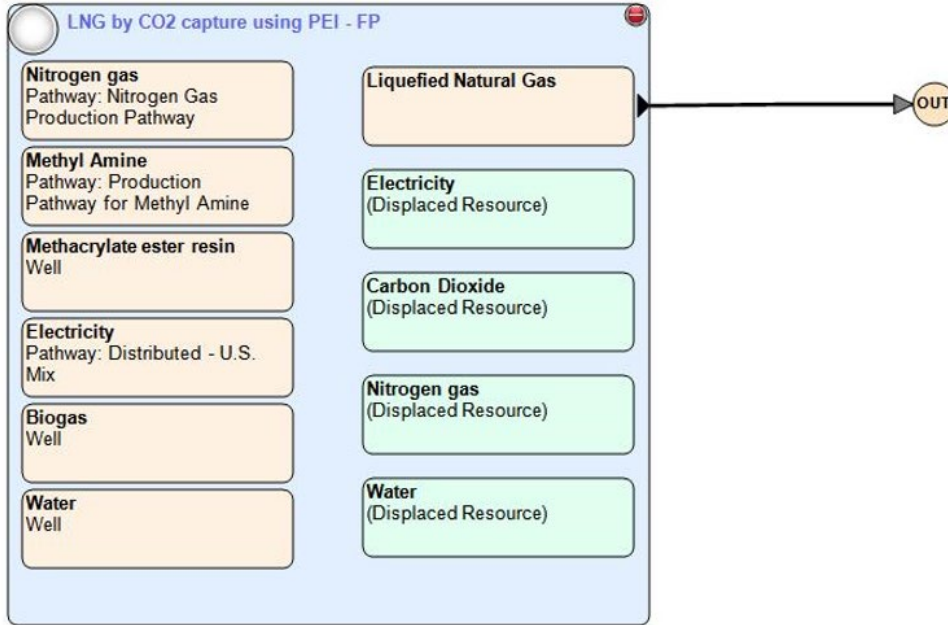 LNG by CO2 capture using PEI - FP
Nitrogen gas
Pathway: Nitrogen Gas
Production Pathway
Methyl Amine
Pathway: Production
Pathway for Methyl Amine
Methacrylate ester resin
Well
Electricity
Pathway: Distributed - U.S.
Mix
Biogas
Well
Water
Well
Liquefied Natural Gas
Electricity
(Displaced Resource)
Carbon Dioxide
(Displaced Resource)
Nitrogen gas
(Displaced Resource)
Water
(Displaced Resource)
OUT